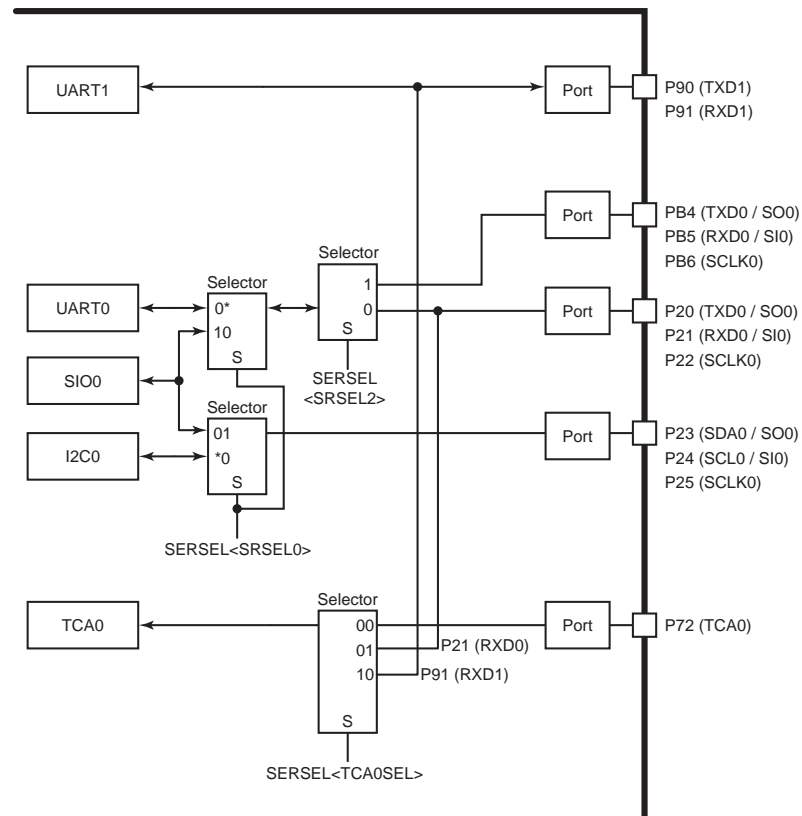 UART1
Port
P90 (TXD1)
P91 (RXD1)
Port
PB4 (TXD0 / SO0)
PB5 (RXD0 / SI0)
PB6 (SCLK0)
Selector
1
0
S
SERSEL
<SRSEL2>
Selector
0*
10
S
UART0
Port
P20 (TXD0 / SO0)
P21 (RXD0 / SI0)
P22 (SCLK0)
SIO0
Selector
01
*0
S
I2C0
SERSEL<SRSEL0>
Port
P23 (SDA0 / SO0)
P24 (SCL0 / SI0)
P25 (SCLK0)
TCA0
Selector
00
01
10
S
P21 (RXD0)
P91 (RXD1)
Port
P72 (TCA0)
SERSEL<TCA0SEL>